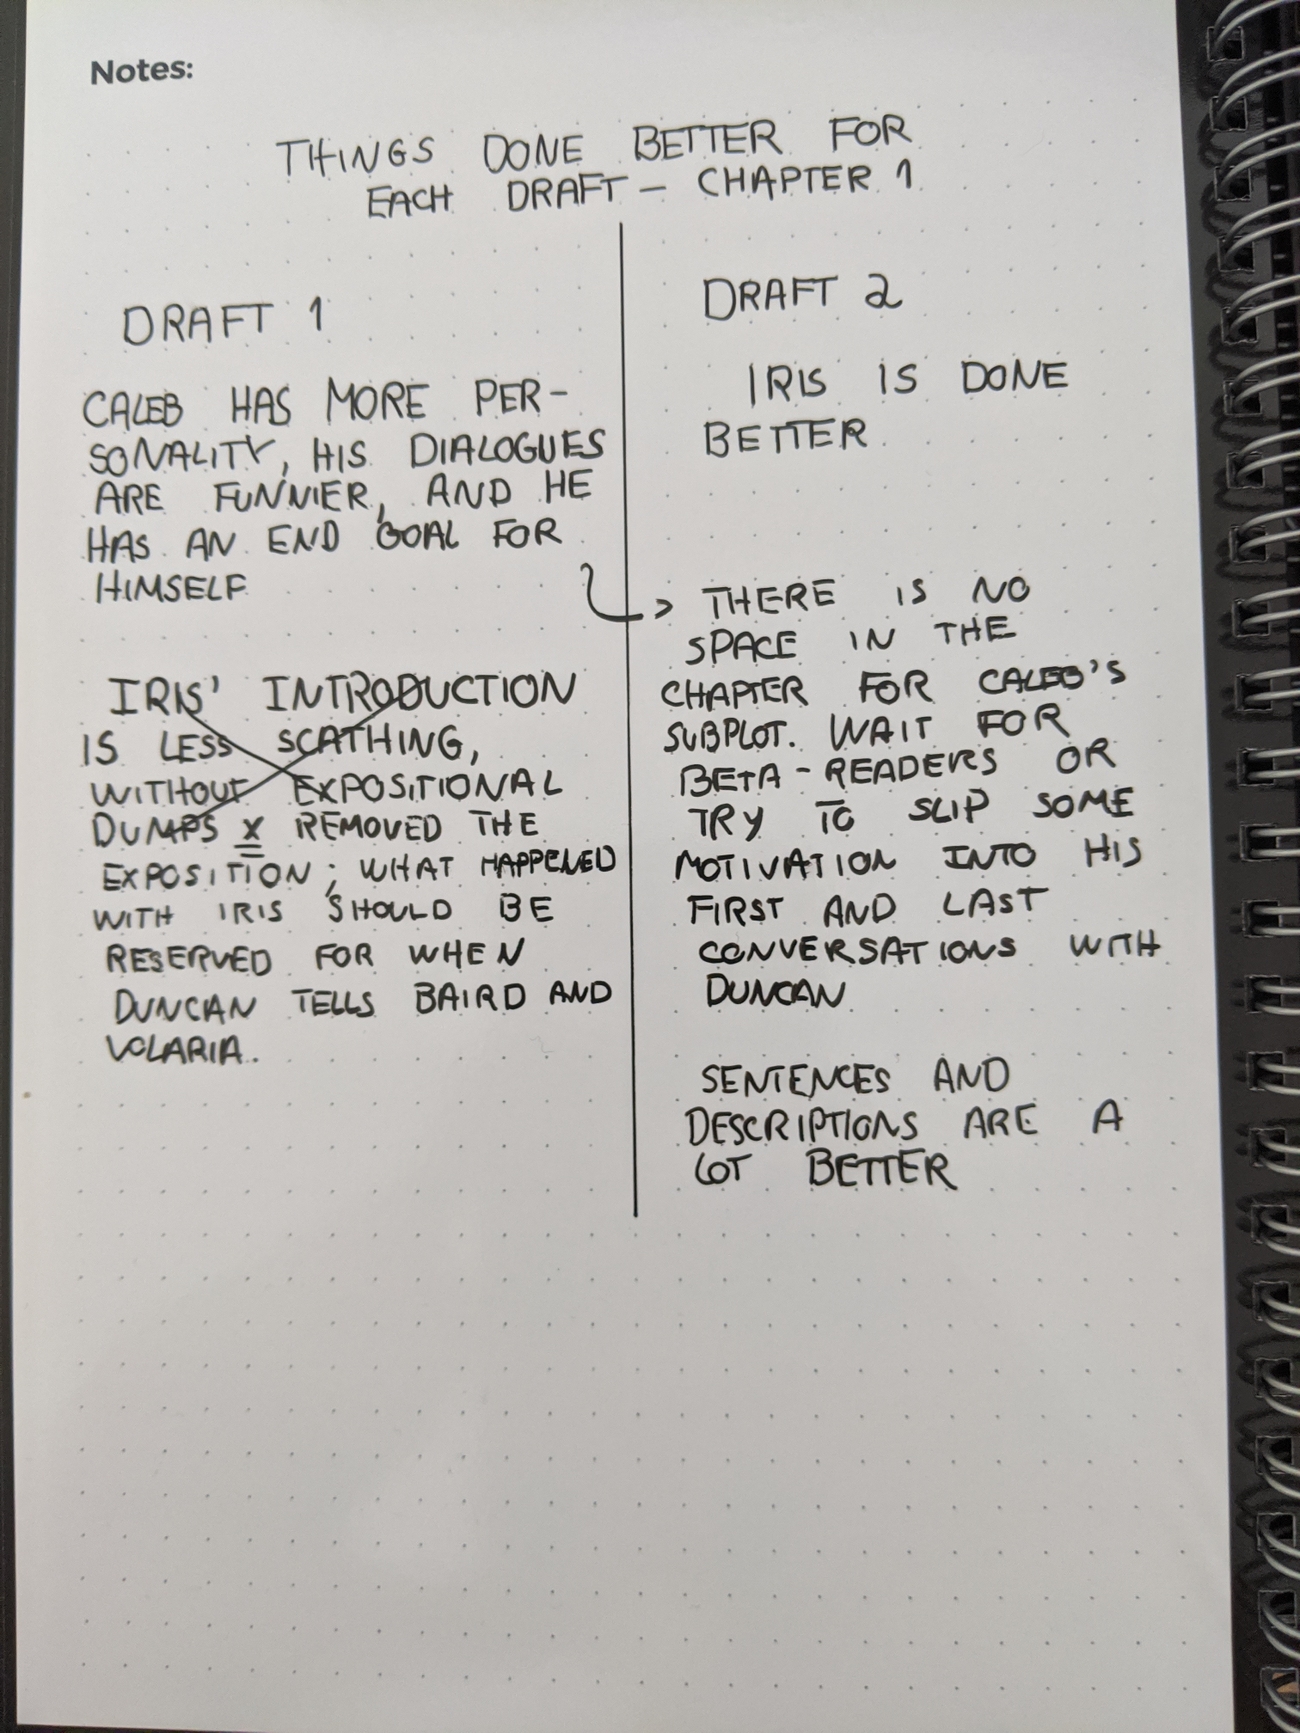 Notes:
THINGS DONE BETTER FOR
EACH DRAFT – CHAPTER 1
DRAFT 1
CALEB HAS MORE PER-
SONALITY, HIS DIALOGUES
ARE FUNNIER, AND HE
HAS AN END GOAL FOR
HIMSELF
IRIS' INTRODUCTION
IS LESS SCATHING,
WITHOUT EXPOSITIONAL
DUMPS x REMOVED THE
EXPOSITION; WHAT HAPPENED
WITH IRIS SHOULD BE
RESERVED FOR WHEN
DUNCAN TELLS BAIRD AND
VOLARIA.
DRAFT 2
IRIS IS DONE
BETTER
> THERE IS NO
SPACE IN THE
CHAPTER FOR CALEB'S
SUBPLOT. WAIT FOR
BETA-READERS OR
TRY TO SLIP SOME
MOTIVATION INTO HIS
FIRST AND LAST
CONVERSATIONS WITH
DUNCAN
SENTENCES AND
DESCRIPTIONS ARE A
LOT BETTER